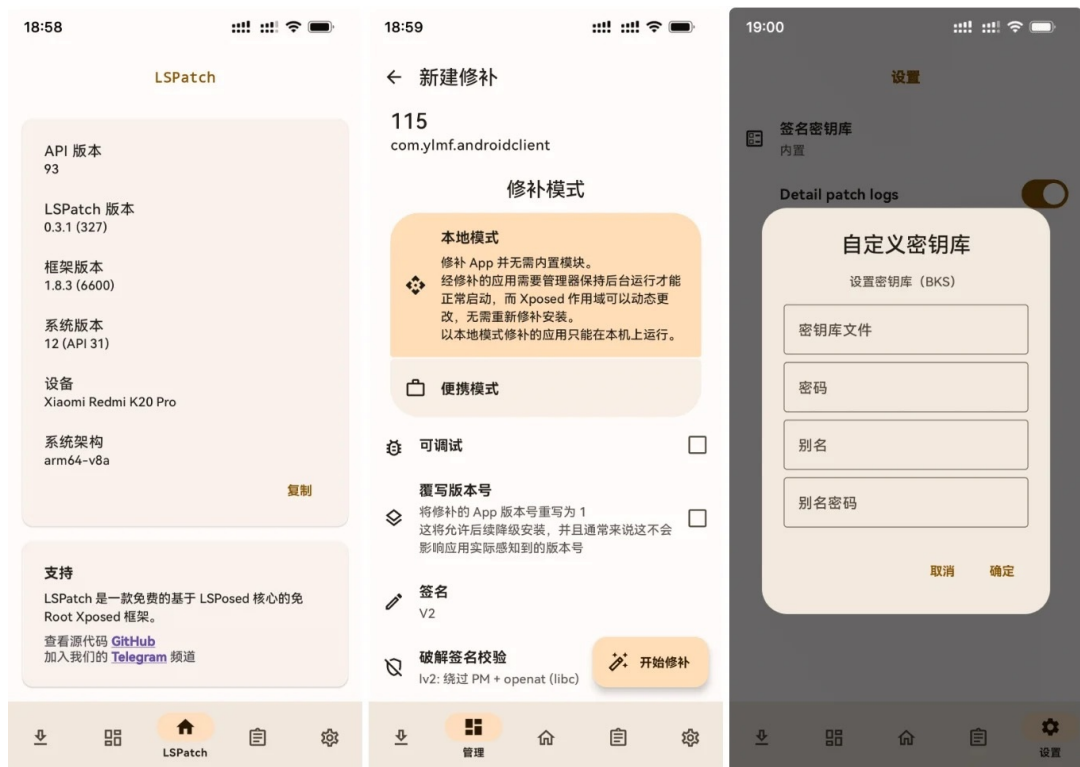 18:58
LSPatch
API 版本
93
LSPatch 版本
0.3.1 (327)
框架版本
1.8.3 (6600)
系统版本
12 (API 31)
设备
Xiaomi Redmi K20 Pro
系统架构
arm64-v8a
复制
支持
LSPatch 是一款免费的基于 LSPosed 核心的免
Root Xposed 框架。
查看源代码 GitHub
加入我们的 Telegram 频道
LSPatch
18:59
新建修补
115
com.ylmf.androidclient
修补模式
本地模式
修补 App 并无需内置模块。
经修补的应用需要管理器保持后台运行才能
正常启动，而 Xposed 作用域可以动态更
改，无需重新修补安装。
以本地模式修补的应用只能在本机上运行。
便携模式
可调试
覆写版本号
将修补的 App 版本号重写为 1
这将允许后续降级安装，并且通常来说这不会
影响应用实际感知到的版本号
签名
V2
破解签名校验
lv2: 绕过 PM + openat (libc)
开始修补
管理
19:00
设置
签名密钥库
内置
Detail patch logs
自定义密钥库
设置密钥库（BKS）
密钥库文件
密码
别名
别名密码
取消
确定
设置